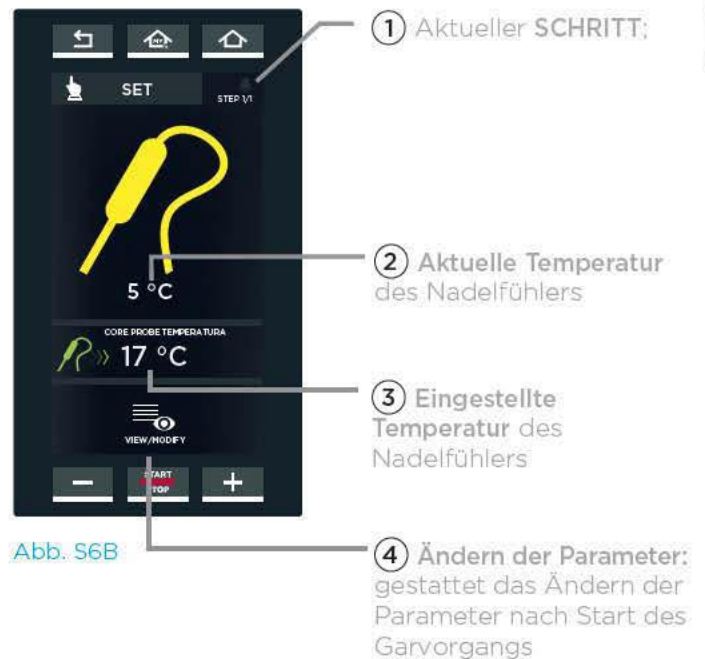 MY
SET
STEP 1/1
5 °C
CORE PROBE TEMPERATURA
17 °C
VIEW/MODIFY
START
STOP
Abb. S6B
1 Aktueller SCHRITT;
2 Aktuelle Temperatur
des Nadelfühlers
3 Eingestellte
Temperatur des
Nadelfühlers
4 Ändern der Parameter:
gestattet das Ändern der
Parameter nach Start des
Garvorgangs